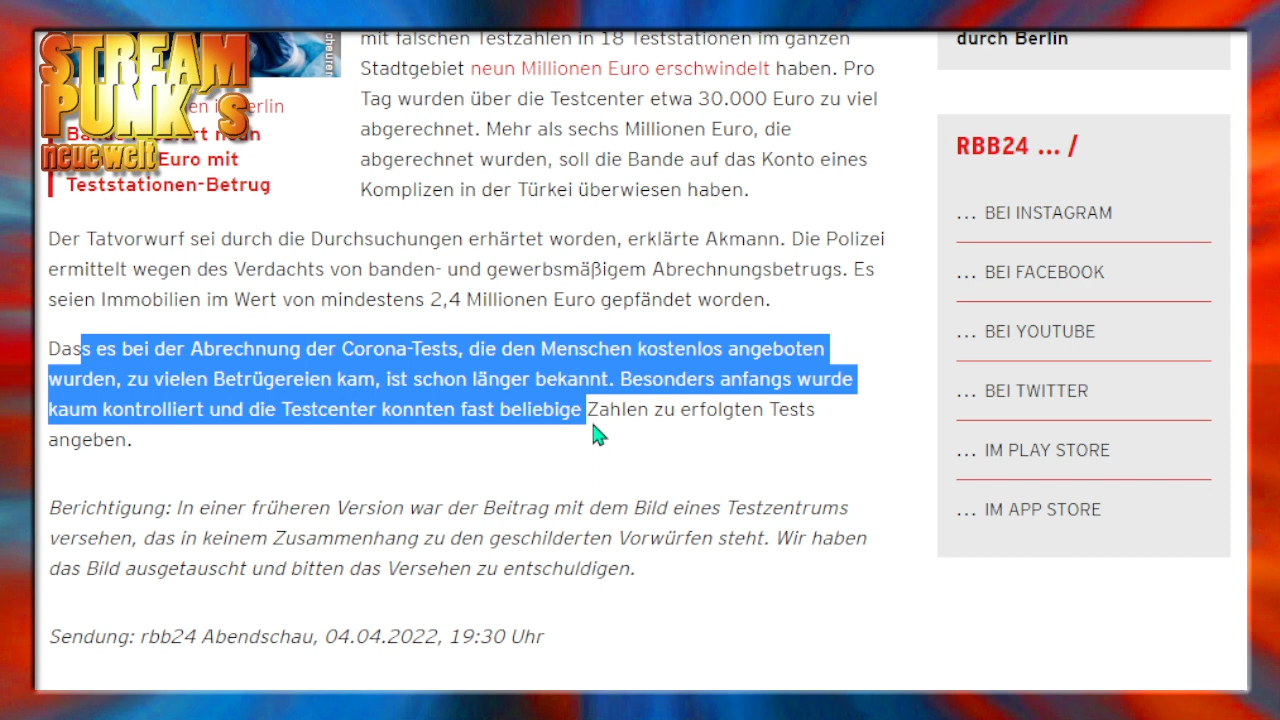 STREAM
PUNK´s
neue welt
cheurer
en i
erlin
Euro mit
Teststationen-Betrug
mit falschen Testzahlen in 18 Teststationen im ganzen
Stadtgebiet neun Millionen Euro erschwindelt haben. Pro
Tag wurden über die Testcenter etwa 30.000 Euro zu viel
abgerechnet. Mehr als sechs Millionen Euro, die
abgerechnet wurden, soll die Bande auf das Konto eines
Komplizen in der Türkei überwiesen haben.
Der Tatvorwurf sei durch die Durchsuchungen erhärtet worden, erklärte Akmann. Die Polizei
ermittelt wegen des Verdachts von banden- und gewerbsmäßigem Abrechnungsbetrugs. Es
seien Immobilien im Wert von mindestens 2,4 Millionen Euro gepfändet worden.
Dass es bei der Abrechnung der Corona-Tests, die den Menschen kostenlos angeboten
wurden, zu vielen Betrügereien kam, ist schon länger bekannt. Besonders anfangs wurde
kaum kontrolliert und die Testcenter konnten fast beliebige Zahlen zu erfolgten Tests
angeben.
Berichtigung: In einer früheren Version war der Beitrag mit dem Bild eines Testzentrums
versehen, das in keinem Zusammenhang zu den geschilderten Vorwürfen steht. Wir haben
das Bild ausgetauscht und bitten das Versehen zu entschuldigen.
Sendung: rbb24 Abendschau, 04.04.2022, 19:30 Uhr
durch Berlin
RBB24 ... /
... BEI INSTAGRAM
... BEI FACEBOOK
... BEI YOUTUBE
... BEI TWITTER
... IM PLAY STORE
... IM APP STORE